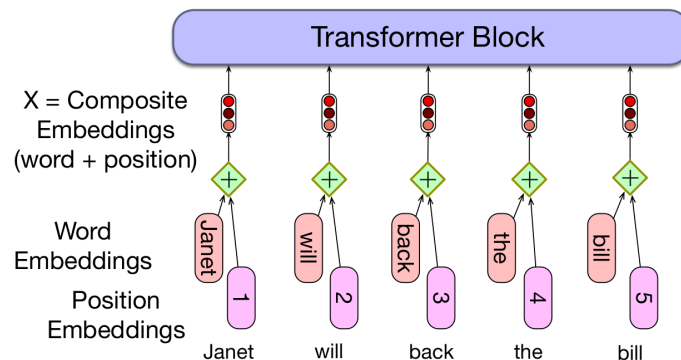 Transformer Block
X = Composite
Embeddings
(word + position)
+ + + + +
Word
Embeddings
Janet will back the bill
Position
Embeddings
1 2 3 4 5
Janet will back the bill